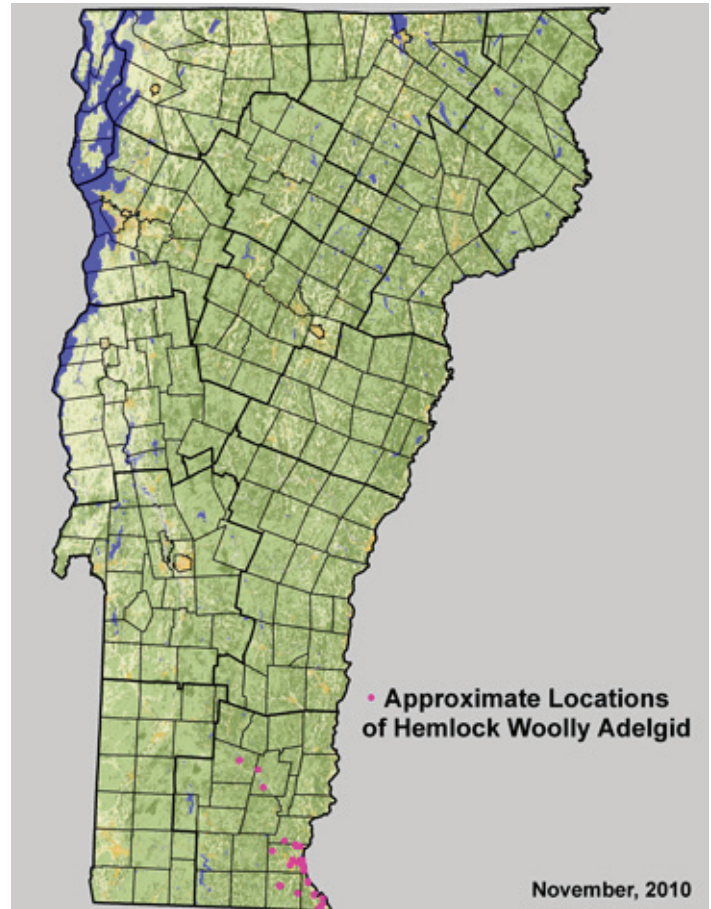 • Approximate Locations
of Hemlock Woolly Adelgid
November, 2010